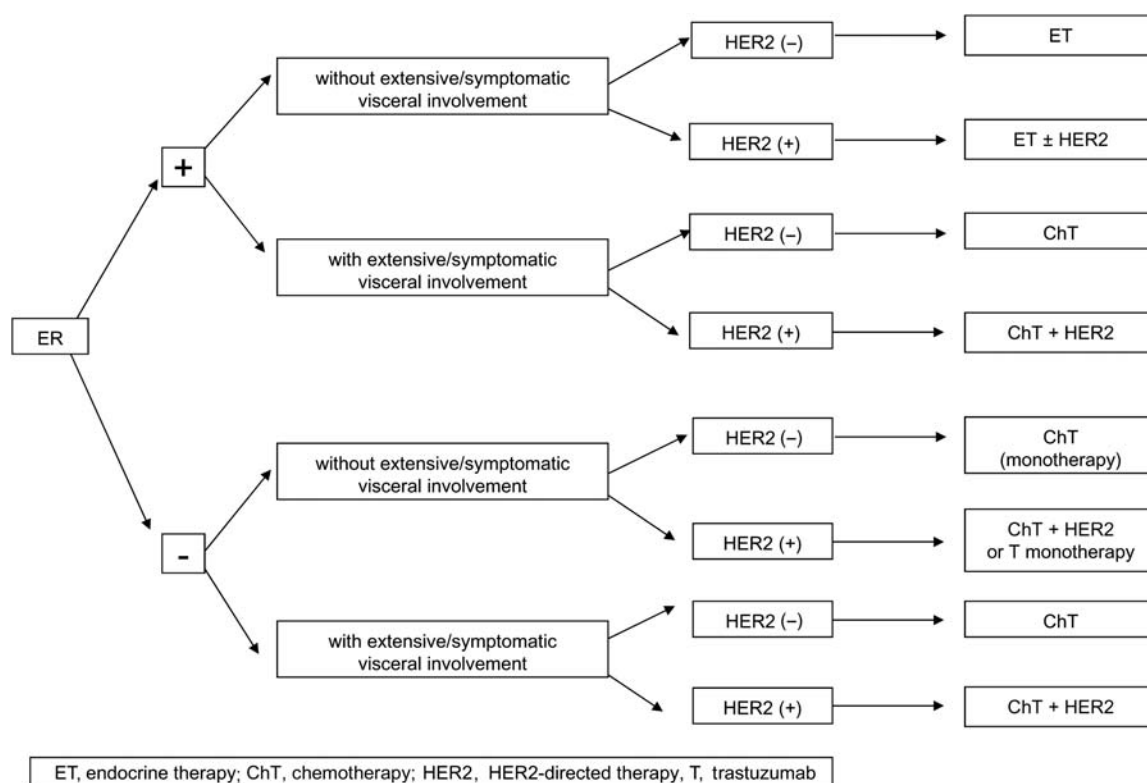 HER2 (–)
ET
without extensive/symptomatic
visceral involvement
HER2 (+)
ET ± HER2
+
HER2 (–)
ChT
with extensive/symptomatic
visceral involvement
HER2 (+)
ChT + HER2
ER
HER2 (–)
ChT
(monotherapy)
without extensive/symptomatic
visceral involvement
HER2 (+)
ChT + HER2
or T monotherapy
-
HER2 (–)
ChT
with extensive/symptomatic
visceral involvement
HER2 (+)
ChT + HER2
ET, endocrine therapy; ChT, chemotherapy; HER2, HER2-directed therapy, T, trastuzumab